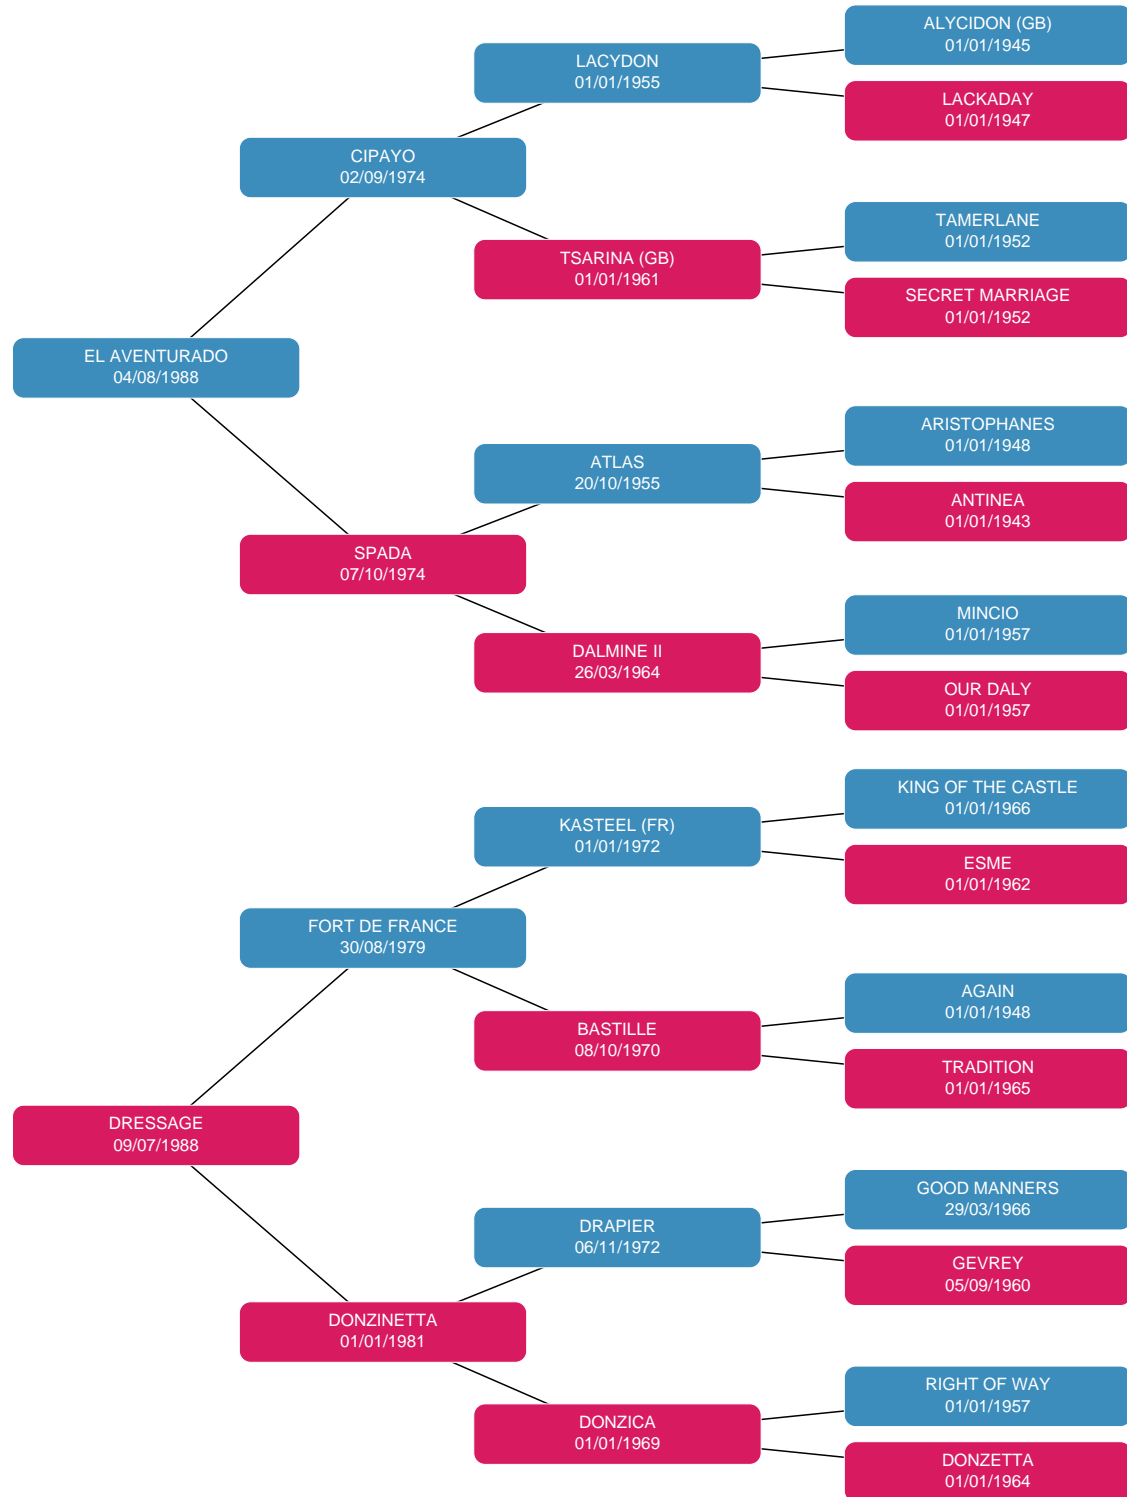 ALYCIDON (GB)
01/01/1945
LACYDON
01/01/1955
LACKADAY
01/01/1947
CIPAYO
02/09/1974
TAMERLANE
01/01/1952
TSARINA (GB)
01/01/1961
SECRET MARRIAGE
01/01/1952
EL AVENTURADO
04/08/1988
ARISTOPHANES
01/01/1948
ATLAS
20/10/1955
ANTINEA
01/01/1943
SPADA
07/10/1974
MINCIO
01/01/1957
DALMINE II
26/03/1964
OUR DALY
01/01/1957
KING OF THE CASTLE
01/01/1966
KASTEEL (FR)
01/01/1972
ESME
01/01/1962
FORT DE FRANCE
30/08/1979
AGAIN
01/01/1948
BASTILLE
08/10/1970
TRADITION
01/01/1965
DRESSAGE
09/07/1988
GOOD MANNERS
29/03/1966
DRAPIER
06/11/1972
GEVREY
05/09/1960
DONZINETTA
01/01/1981
RIGHT OF WAY
01/01/1957
DONZICA
01/01/1969
DONZETTA
01/01/1964